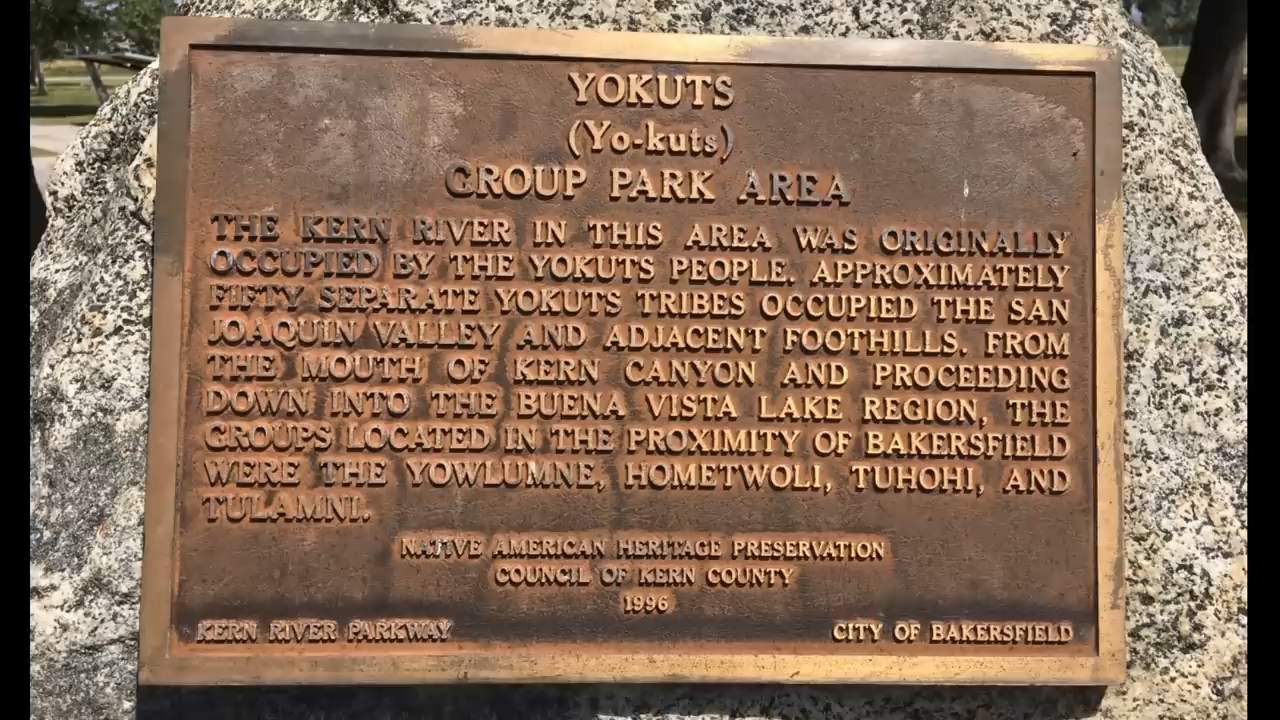 YOKUTS
(Yo-kuts)
GROUP PARK AREA
THE KERN RIVER IN THIS AREA WAS ORIGINALLY
OCCUPIED BY THE YOKUTS PEOPLE. APPROXIMATELY
FIFTY SEPARATE YOKUTS TRIBES OCCUPIED THE SAN
JOAQUIN VALLEY AND ADJACENT FOOTHILLS. FROM
THE MOUTH OF KERN CANYON AND PROCEEDING
DOWN INTO THE BUENA VISTA LAKE REGION, THE
GROUPS LOCATED IN THE PROXIMITY OF BAKERSFIELD
WERE THE YOWLUMNE, HOMETWOLI, TUHOHI, AND
TULAMNI.
NATIVE AMERICAN HERITAGE PRESERVATION
COUNCIL OF KERN COUNTY
1996
KERN RIVER PARKWAY
CITY OF BAKERSFIELD